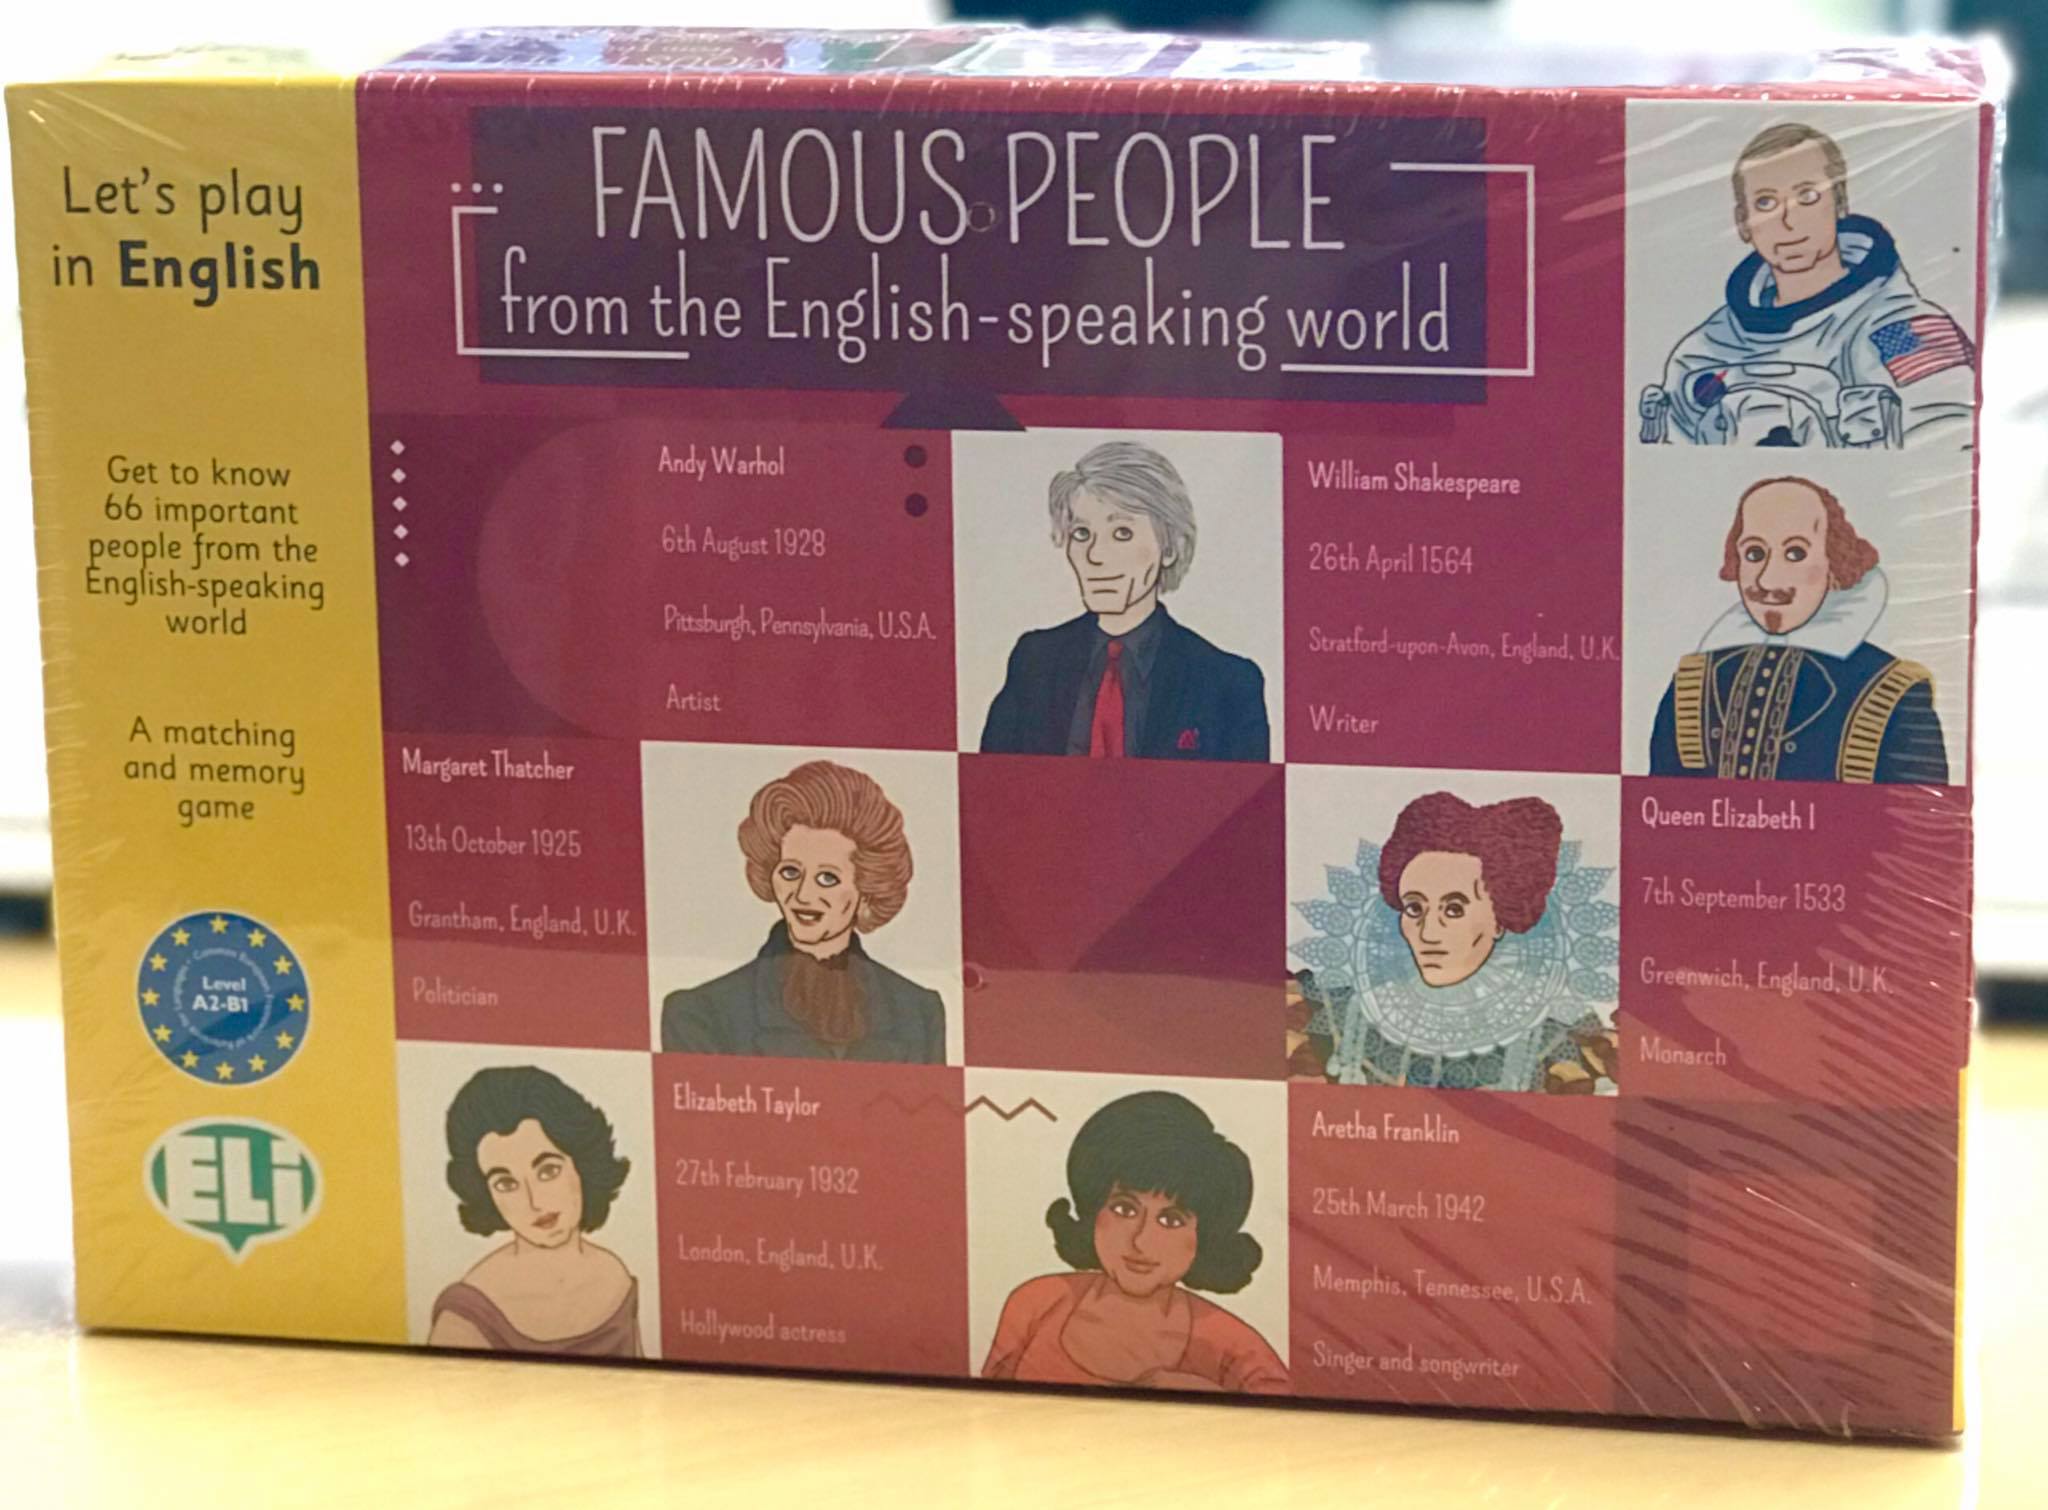 Let's play
in English
Get to know
66 important
people from the
English-speaking
world
A matching
and memory
game
Level
A2-B1
ELi
FAMOUS PEOPLE
from the English-speaking world
Andy Warhol
6th August 1928
Pittsburgh, Pennsylvania, U.S.A.
Artist
William Shakespeare
26th April 1564
Stratford-upon-Avon, England, U.K.
Writer
Margaret Thatcher
13th October 1925
Grantham, England, U.K.
Politician
Queen Elizabeth I
7th September 1533
Greenwich, England, U.K.
Monarch
Elizabeth Taylor
27th February 1932
London, England, U.K.
Hollywood actress
Aretha Franklin
25th March 1942
Memphis, Tennessee, U.S.A.
Singer and songwriter